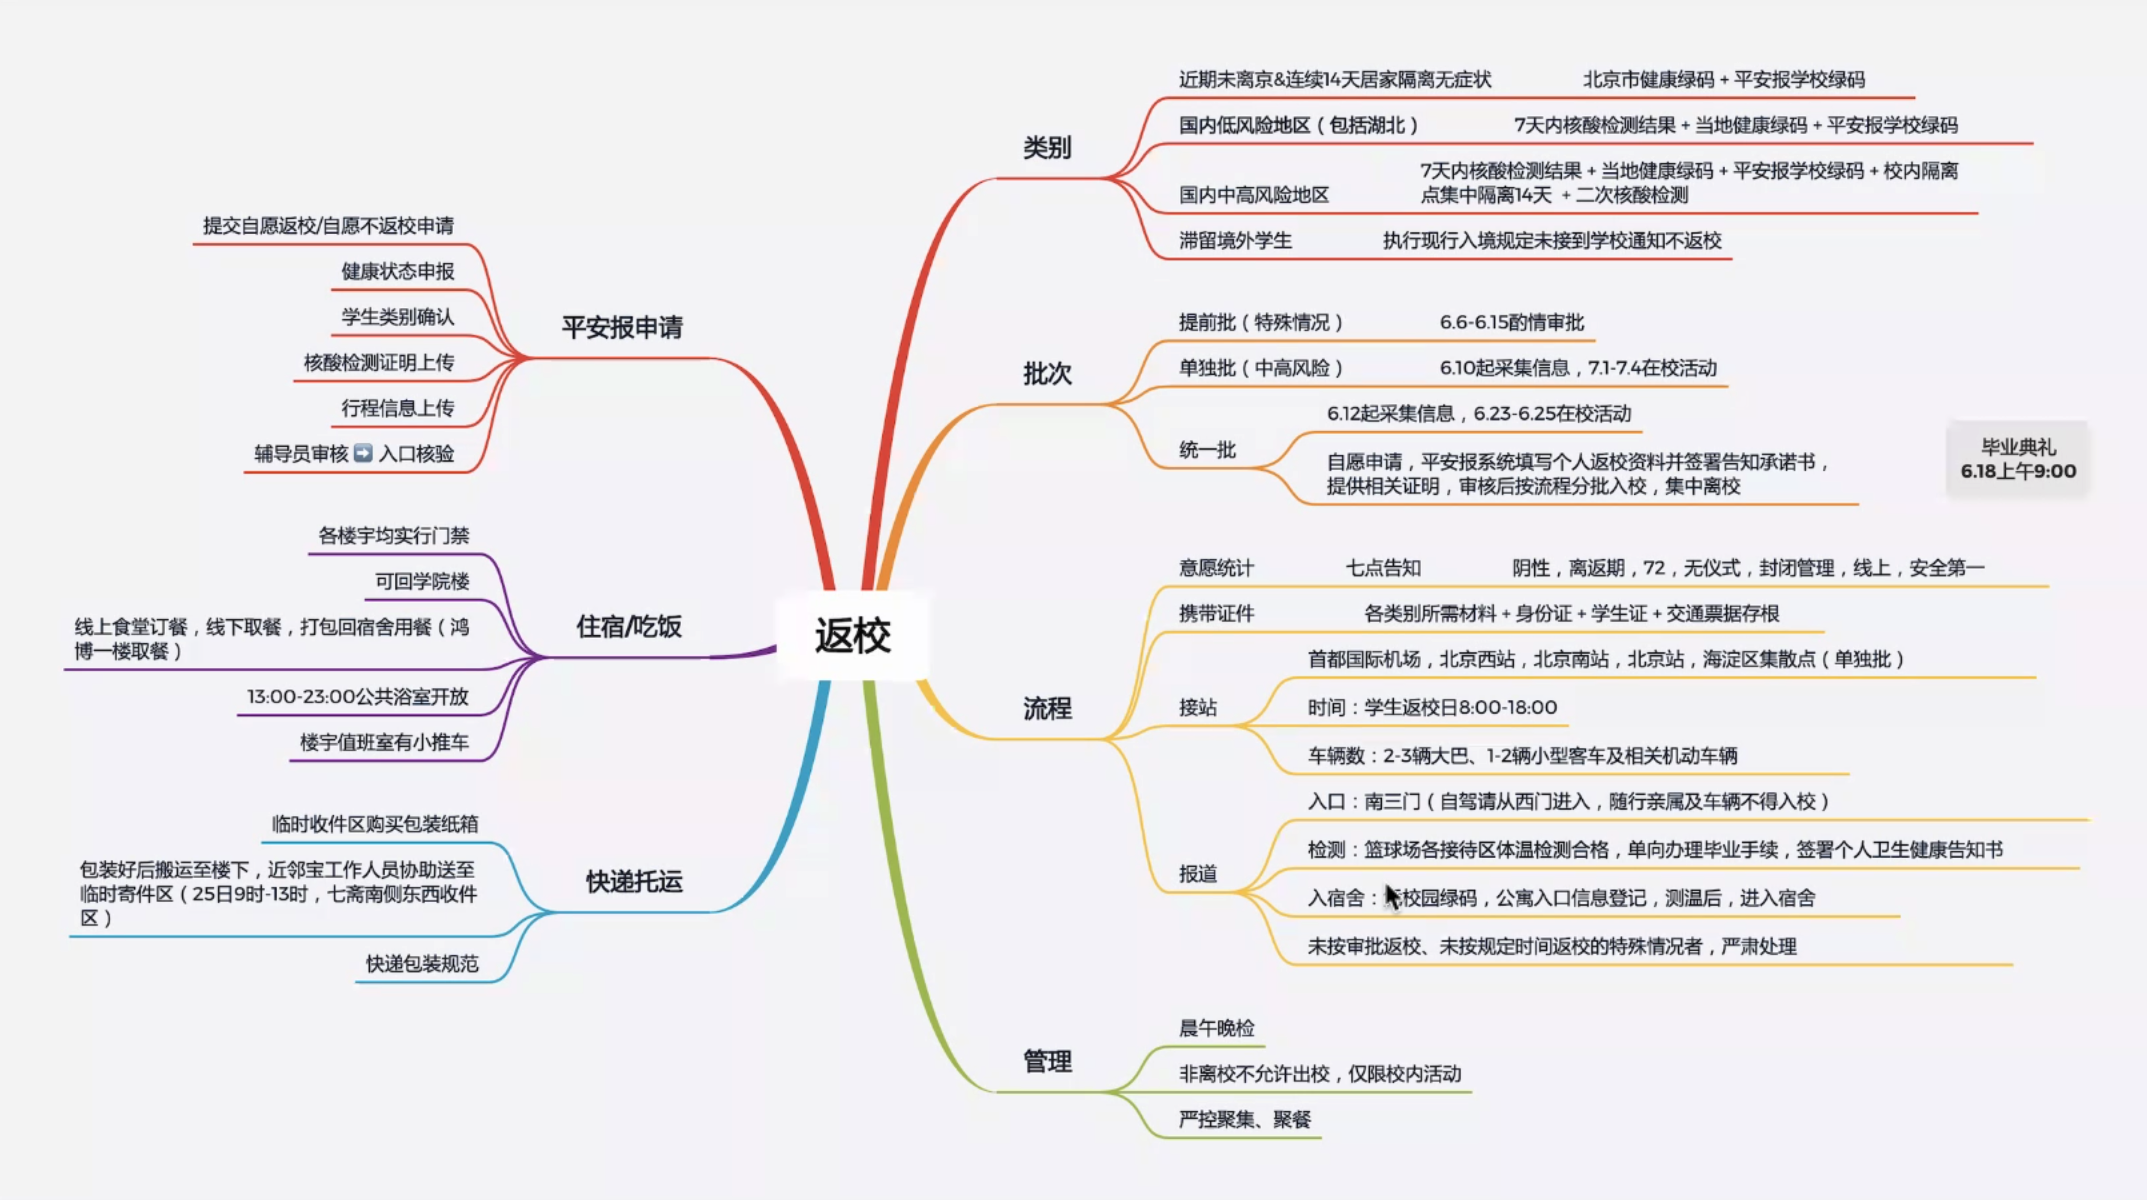 返校
类别
近期未离京&连续14天居家隔离无症状 北京市健康绿码 + 平安报学校绿码
国内低风险地区（包括湖北） 7天内核酸检测结果 + 当地健康绿码 + 平安报学校绿码
国内中高风险地区
7天内核酸检测结果 + 当地健康绿码 + 平安报学校绿码 + 校内隔离
点集中隔离14天 + 二次核酸检测
滞留境外学生 执行现行入境规定未接到学校通知不返校
批次
提前批（特殊情况） 6.6-6.15酌情审批
单独批（中高风险） 6.10起采集信息，7.1-7.4在校活动
统一批
6.12起采集信息，6.23-6.25在校活动
自愿申请，平安报系统填写个人返校资料并签署告知承诺书，
提供相关证明，审核后按流程分批入校，集中离校
毕业典礼
6.18上午9:00
流程
意愿统计 七点告知 阴性，离返期，72，无仪式，封闭管理，线上，安全第一
携带证件 各类别所需材料 + 身份证 + 学生证 + 交通票据存根
接站
首都国际机场，北京西站，北京南站，北京站，海淀区集散点（单独批）
时间：学生返校日8:00-18:00
车辆数：2-3辆大巴、1-2辆小型客车及相关机动车辆
报道
入口：南三门（自驾请从西门进入，随行亲属及车辆不得入校）
检测：篮球场各接待区体温检测合格，单向办理毕业手续，签署个人卫生健康告知书
入宿舍：校园绿码，公寓入口信息登记，测温后，进入宿舍
未按审批返校、未按规定时间返校的特殊情况者，严肃处理
管理
晨午晚检
非离校不允许出校，仅限校内活动
严控聚集、聚餐
平安报申请
提交自愿返校/自愿不返校申请
健康状态申报
学生类别确认
核酸检测证明上传
行程信息上传
辅导员审核 ➡ 入口核验
住宿/吃饭
各楼宇均实行门禁
可回学院楼
线上食堂订餐，线下取餐，打包回宿舍用餐（鸿
博一楼取餐）
13:00-23:00公共浴室开放
楼宇值班室有小推车
快递托运
临时收件区购买包装纸箱
包装好后搬运至楼下，近邻宝工作人员协助送至
临时寄件区（25日9时-13时，七斋南侧东西收件
区）
快递包装规范